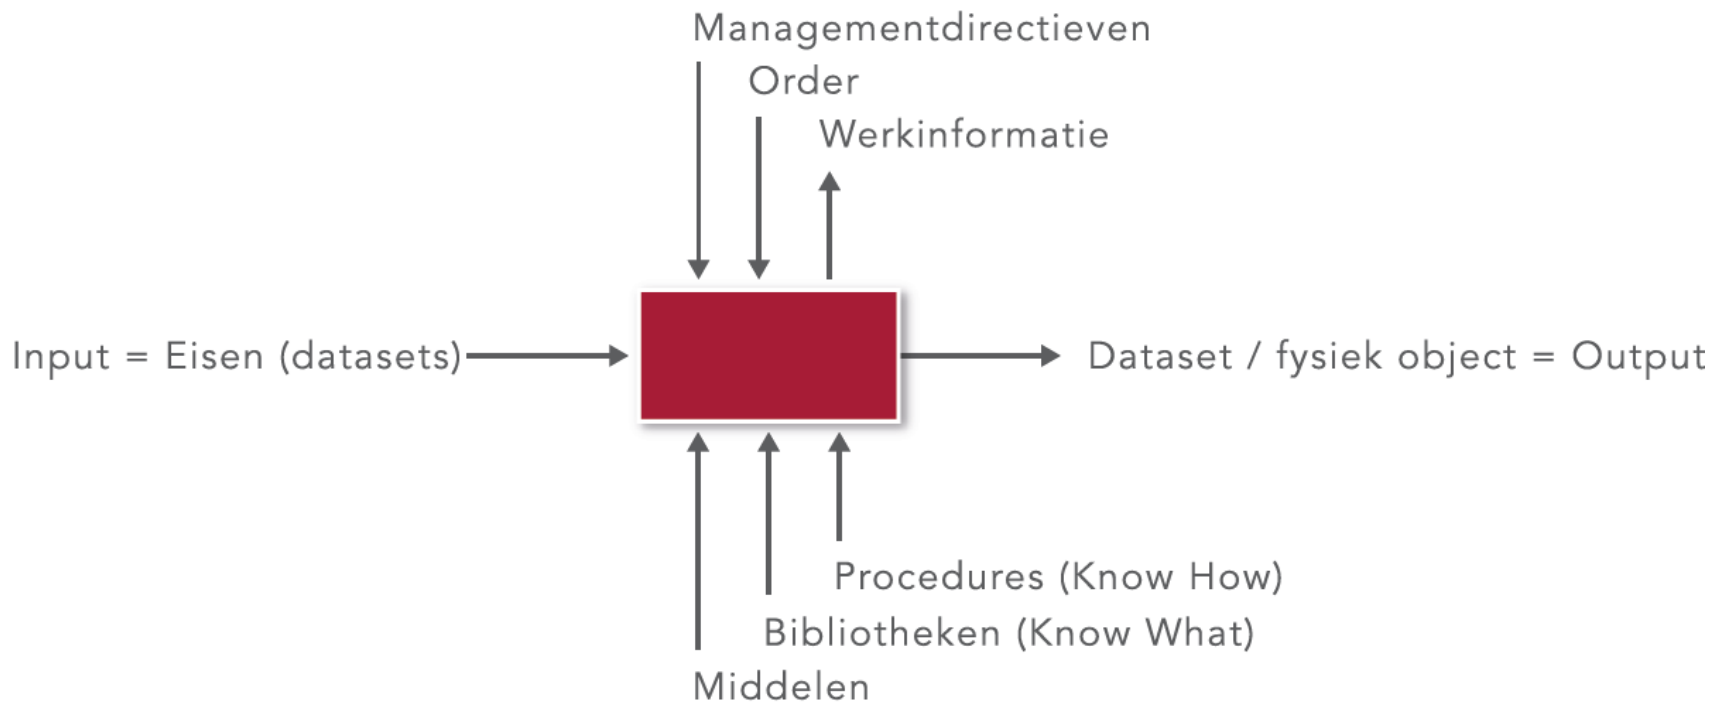 Managementdirectieven
Order
Werkinformatie
Input = Eisen (datasets)
Dataset / fysiek object = Output
Procedures (Know How)
Bibliotheken (Know What)
Middelen